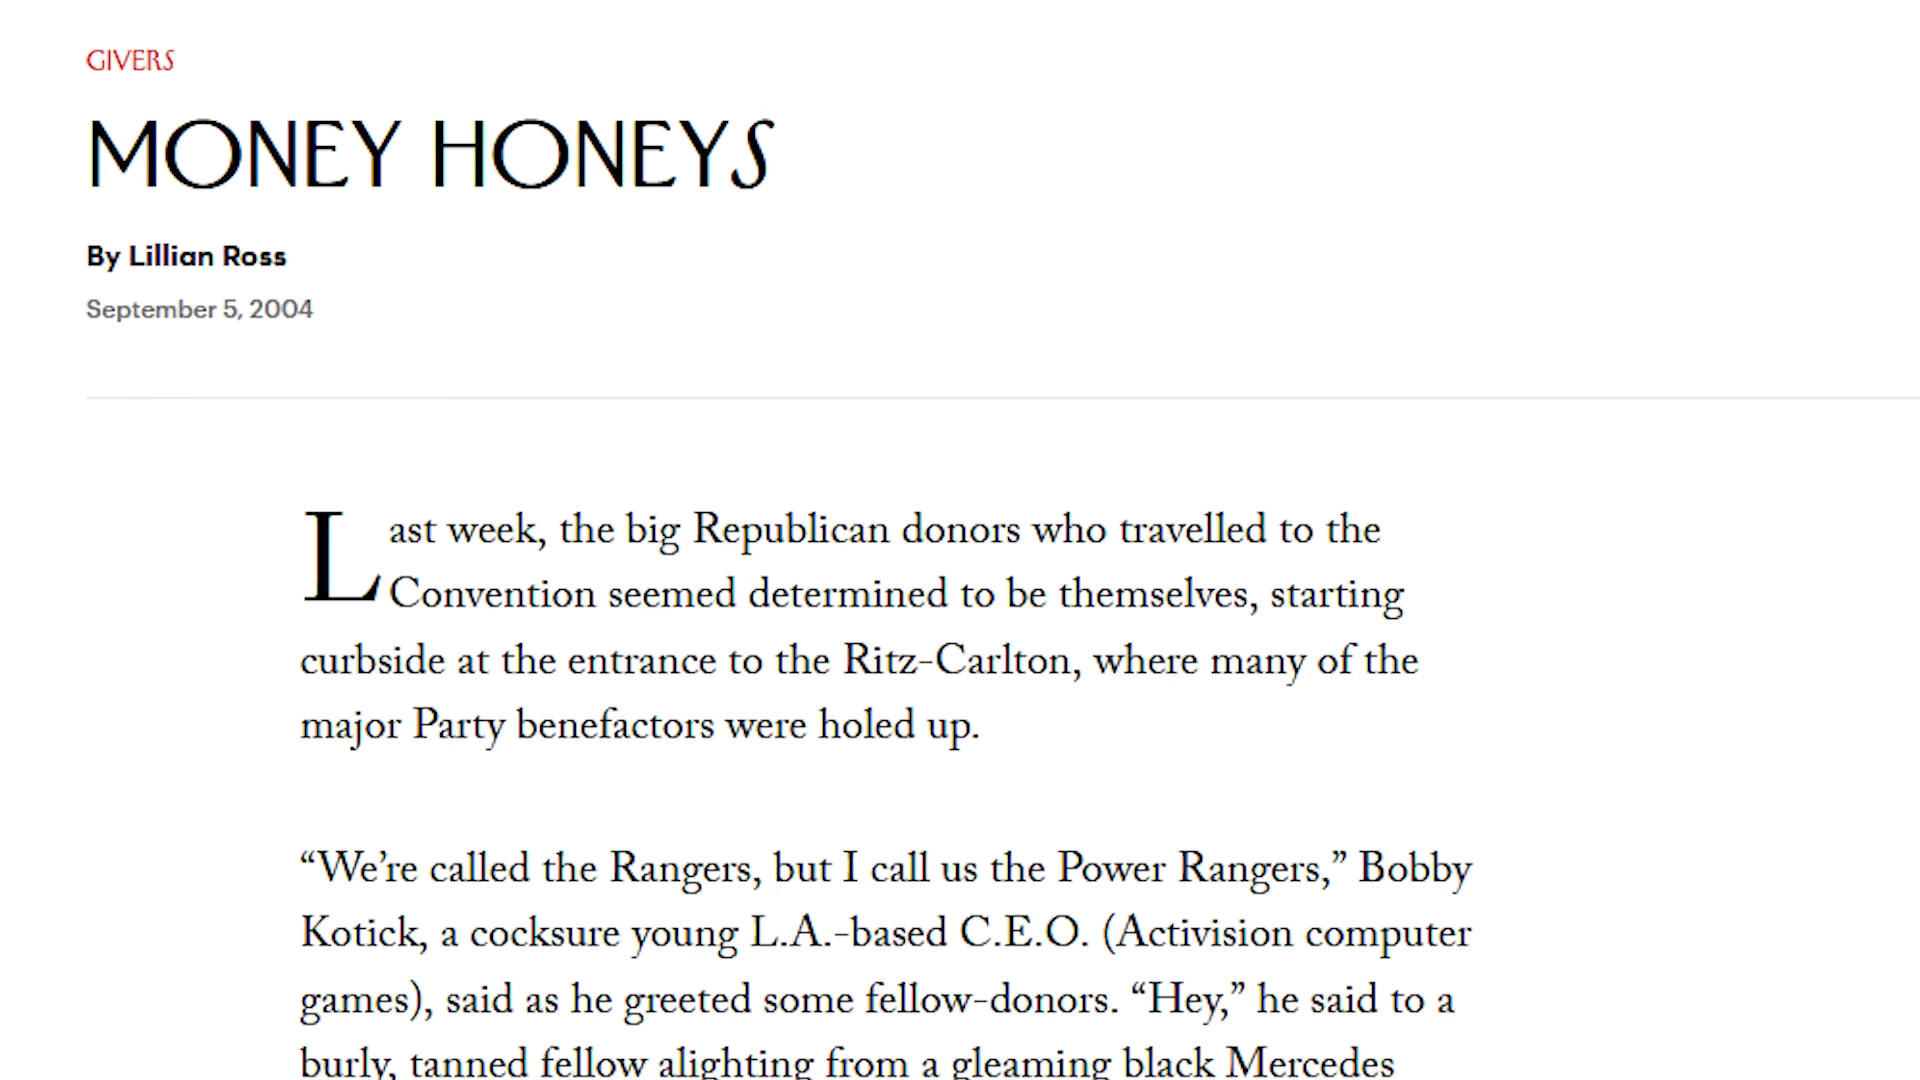 GIVERS
MONEY HONEYS
By Lillian Ross
September 5, 2004
Last week, the big Republican donors who travelled to the
Convention seemed determined to be themselves, starting
curbside at the entrance to the Ritz-Carlton, where many of the
major Party benefactors were holed up.
“We’re called the Rangers, but I call us the Power Rangers,” Bobby
Kotick, a cocksure young L.A.-based C.E.O. (Activision computer
games), said as he greeted some fellow-donors. “Hey,” he said to a
burly, tanned fellow alighting from a gleaming black Mercedes